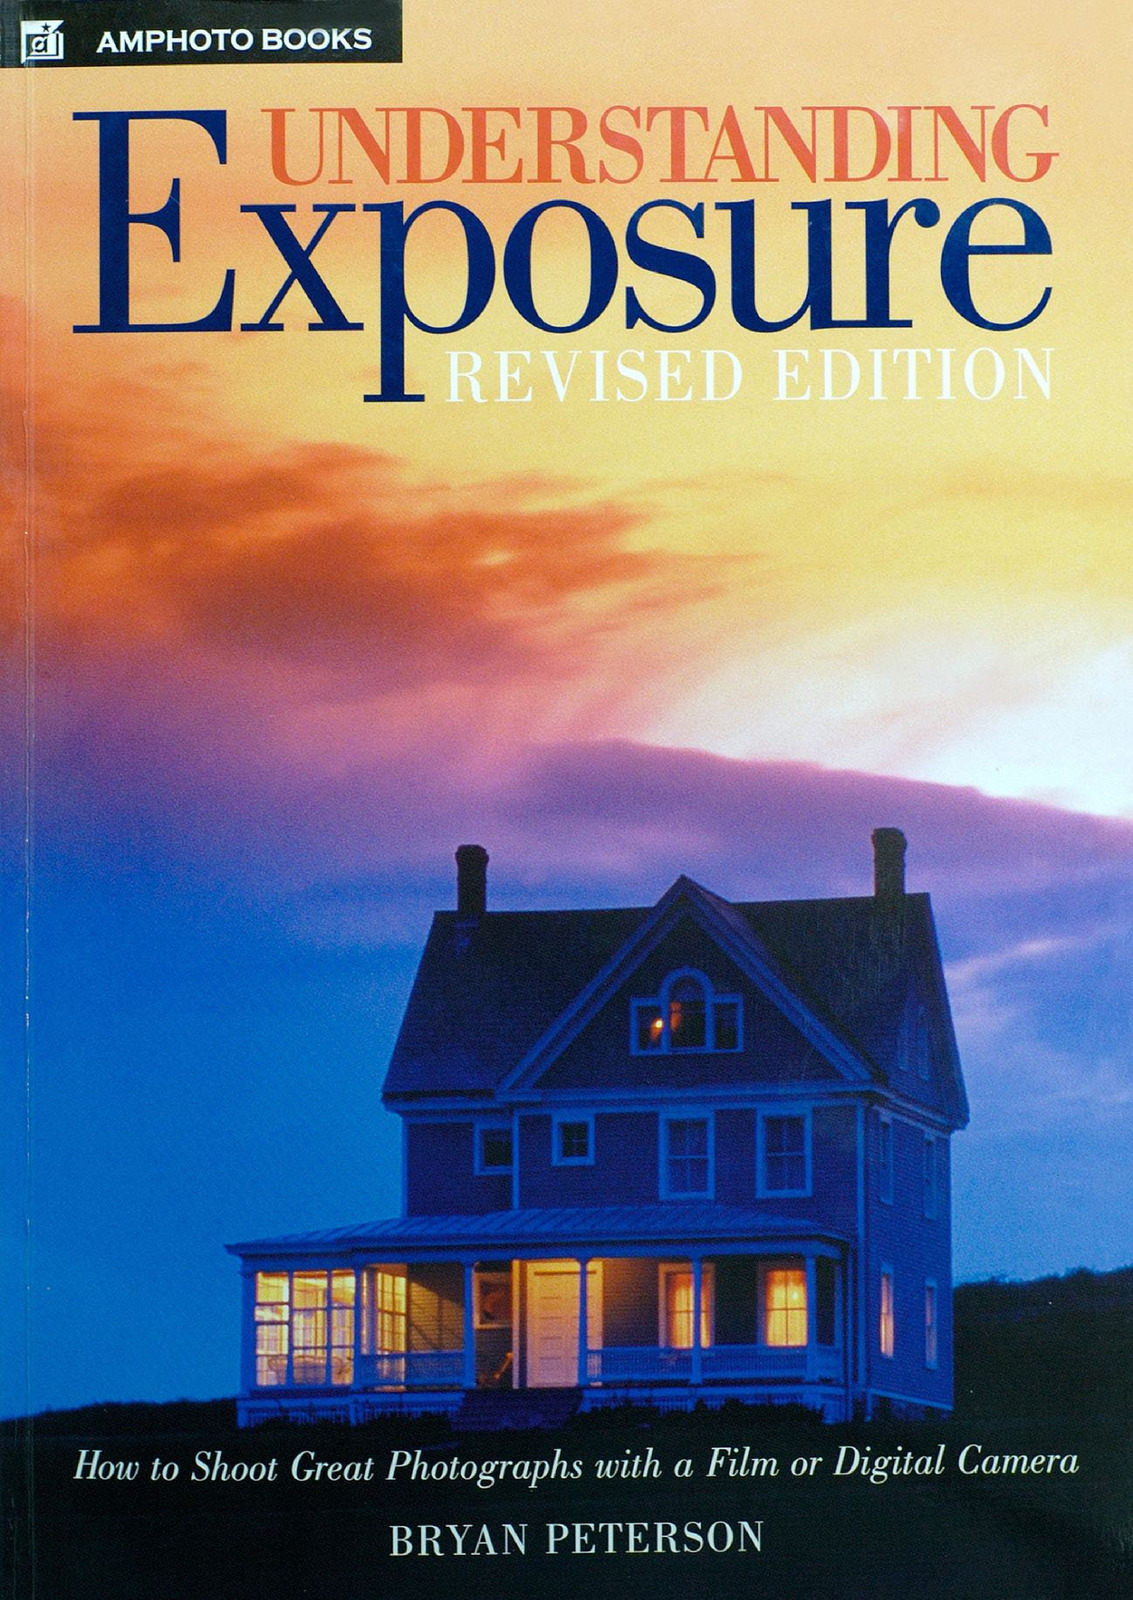 AMPHOTO BOOKS
UNDERSTANDING
Exposure
REVISED EDITION
How to Shoot Great Photographs with a Film or Digital Camera
BRYAN PETERSON